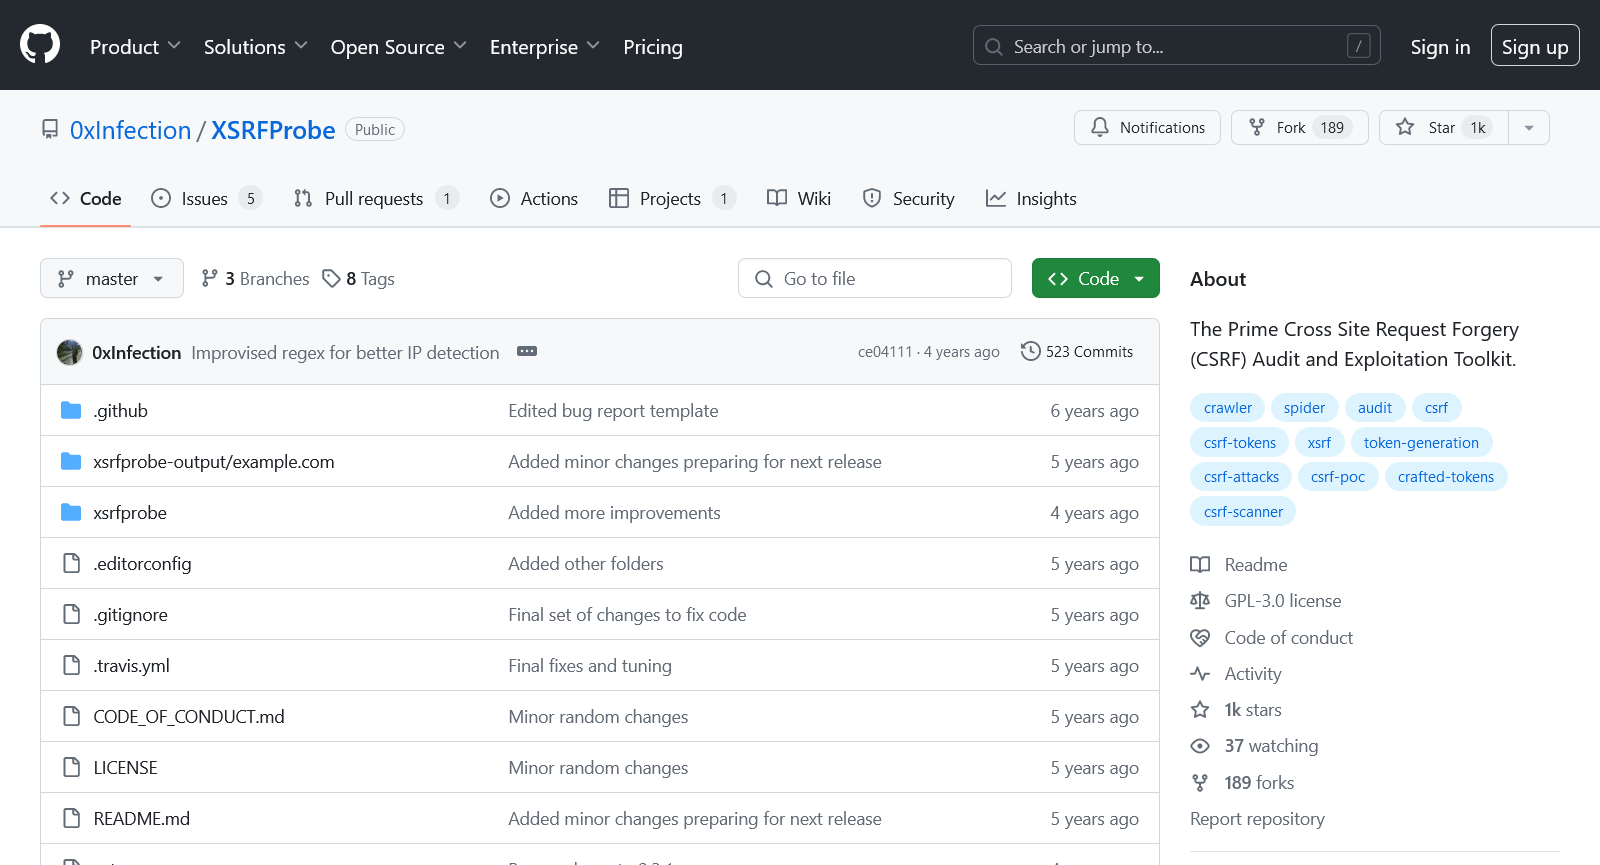 Product Solutions Open Source Enterprise Pricing Search or jump to... / Sign in Sign up
0xInfection / XSRFProbe Public Notifications Fork 189 Star 1k
Code Issues 5 Pull requests 1 Actions Projects 1 Wiki Security Insights
master 3 Branches 8 Tags Go to file Code
0xInfection Improvised regex for better IP detection ce04111 · 4 years ago 523 Commits
.github Edited bug report template 6 years ago
xsrfprobe-output/example.com Added minor changes preparing for next release 5 years ago
xsrfprobe Added more improvements 4 years ago
.editorconfig Added other folders 5 years ago
.gitignore Final set of changes to fix code 5 years ago
.travis.yml Final fixes and tuning 5 years ago
CODE_OF_CONDUCT.md Minor random changes 5 years ago
LICENSE Minor random changes 5 years ago
README.md Added minor changes preparing for next release 5 years ago
About
The Prime Cross Site Request Forgery
(CSRF) Audit and Exploitation Toolkit.
crawler spider audit csrf
csrf-tokens xsrf token-generation
csrf-attacks csrf-poc crafted-tokens
csrf-scanner
Readme
GPL-3.0 license
Code of conduct
Activity
1k stars
37 watching
189 forks
Report repository